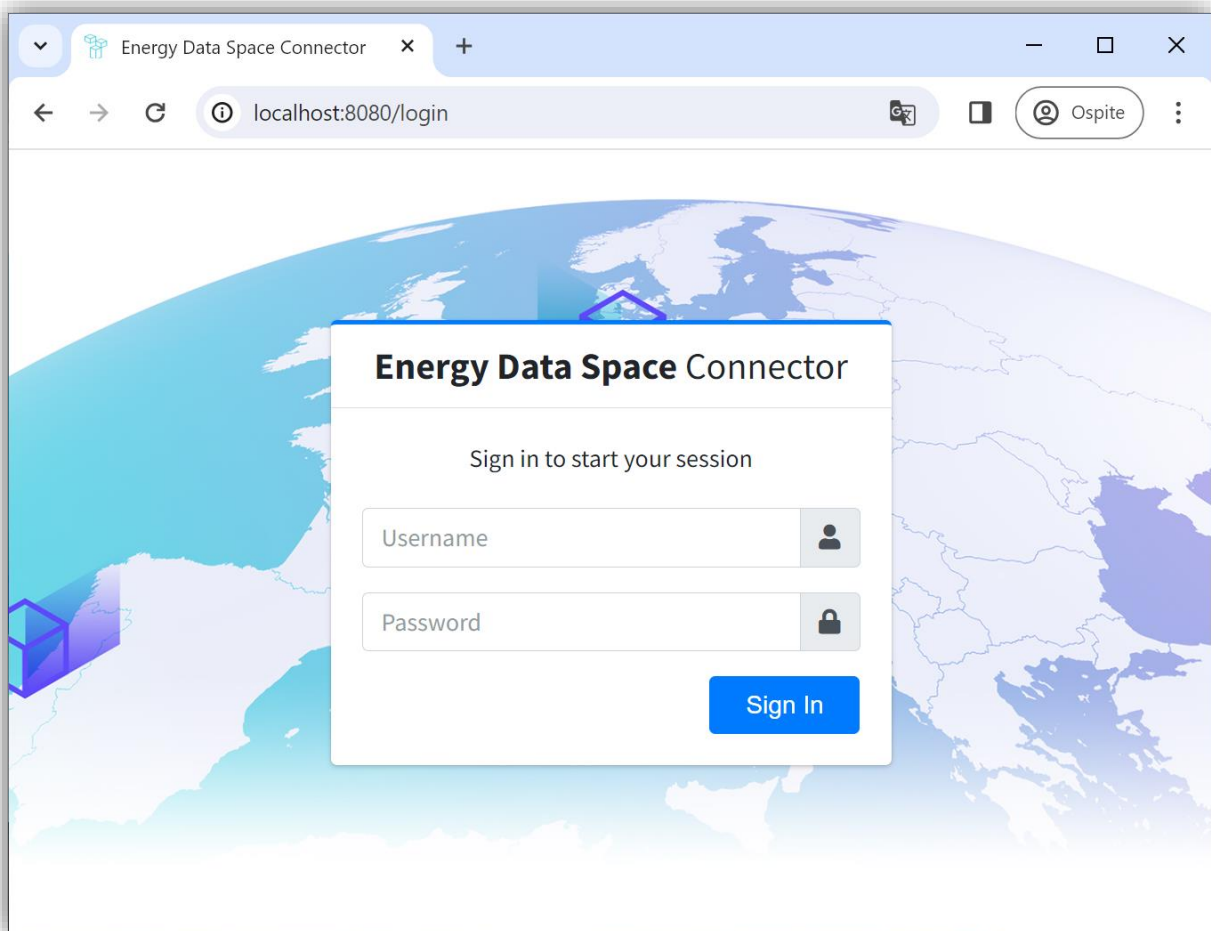 Energy Data Space Connector
localhost:8080/login
Ospite
Energy Data Space Connector
Sign in to start your session
Username
Password
Sign In